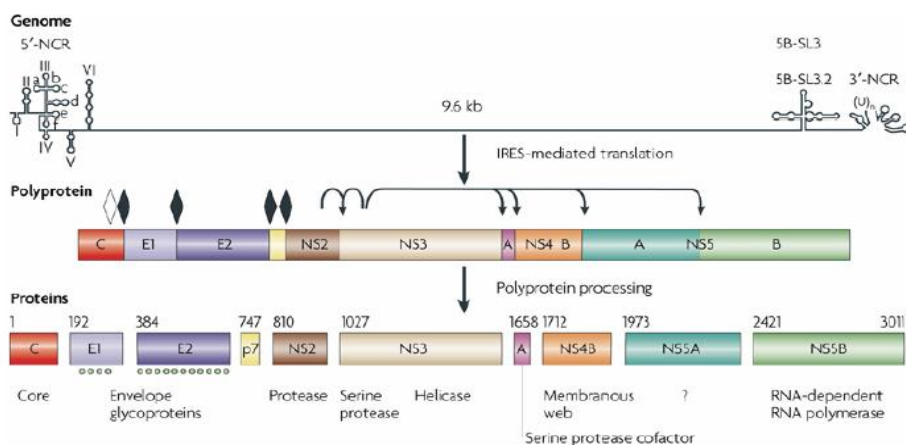 Genome
5′-NCR
5B-SL3
III
VI
II
a
b
c
5B-SL3.2
3′-NCR
d
9.6 kb
(U)n
e
f
I
IV
V
IRES-mediated translation
Polyprotein
C
E1
E2
NS2
NS3
A
NS4 B
A
NS5
B
Polyprotein processing
Proteins
1
192
384
747
810
1027
1658
1712
1973
2421
3011
C
E1
E2
p7
NS2
NS3
A
NS4B
NS5A
NS5B
Core
Envelope
glycoproteins
Protease
Serine
protease
Helicase
Membranous
web
?
RNA-dependent
RNA polymerase
Serine protease cofactor